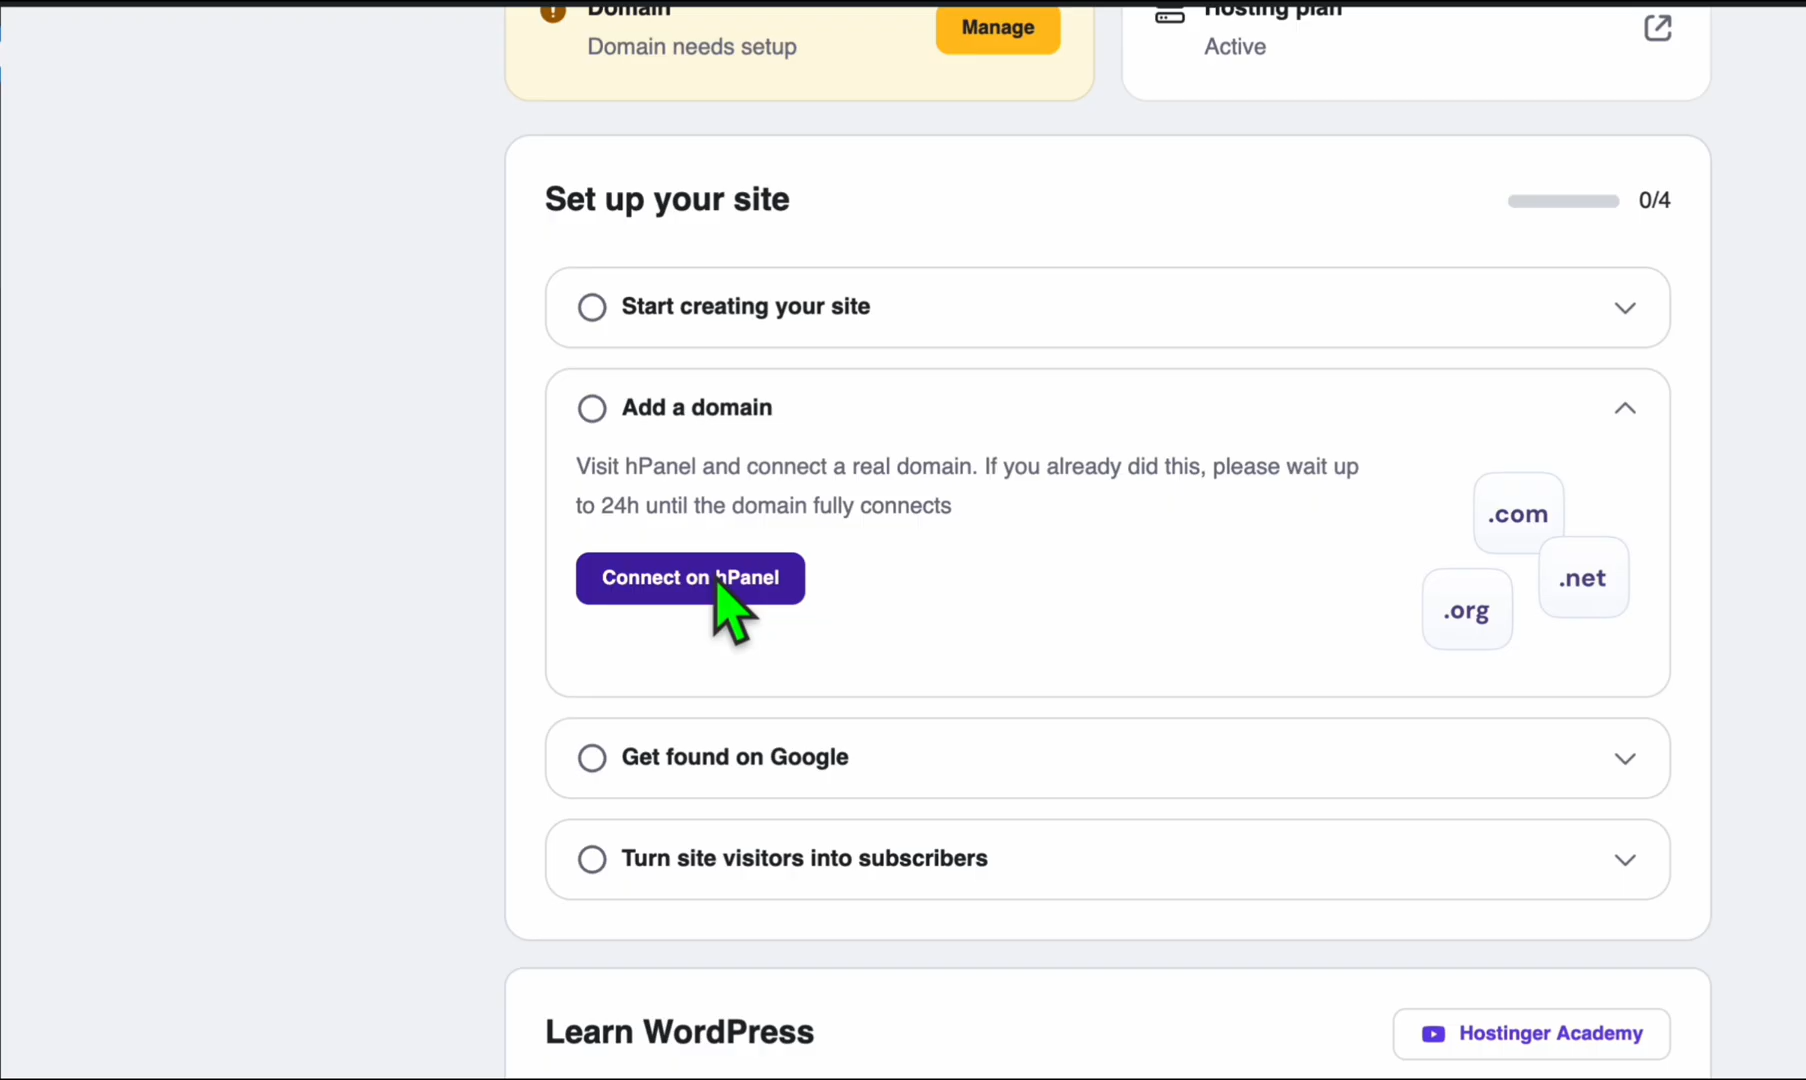 Domain
Domain needs setup
Manage
Hosting plan
Active
Set up your site
0/4
Start creating your site
Add a domain
Visit hPanel and connect a real domain. If you already did this, please wait up
to 24h until the domain fully connects
Connect on hPanel
.com
.net
.org
Get found on Google
Turn site visitors into subscribers
Learn WordPress
Hostinger Academy